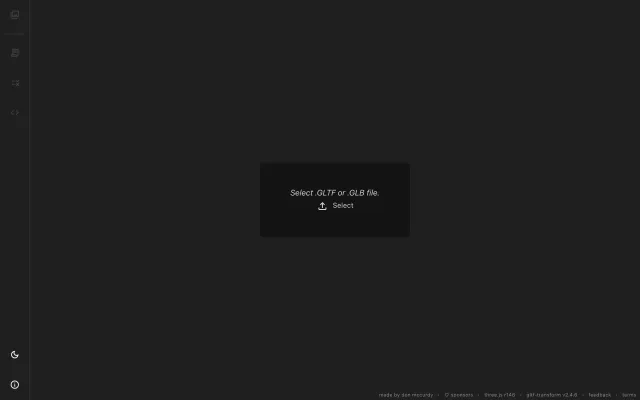 Select .GLTF or .GLB file.
Select
made by don mccurdy · ♡ sponsors · three.js r148 · gltf-transform v2.4.6 · feedback · terms